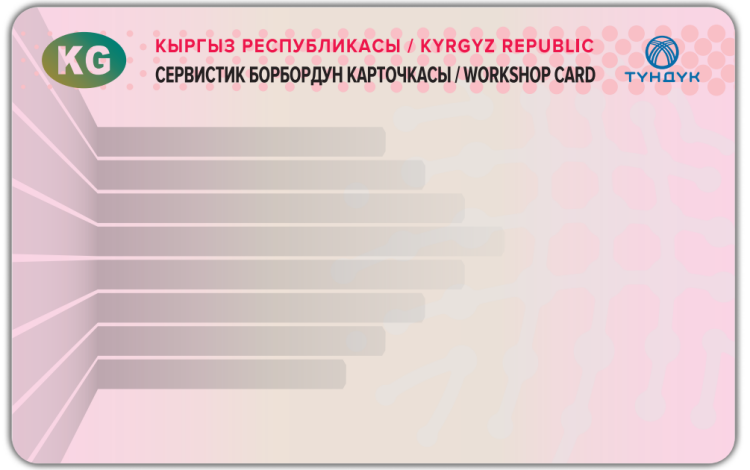 KG
КЫРГЫЗ РЕСПУБЛИКАСЫ / KYRGYZ REPUBLIC
СЕРВИСТИК БОРБОРДУН КАРТОЧКАСЫ / WORKSHOP CARD
ТҮНДҮК